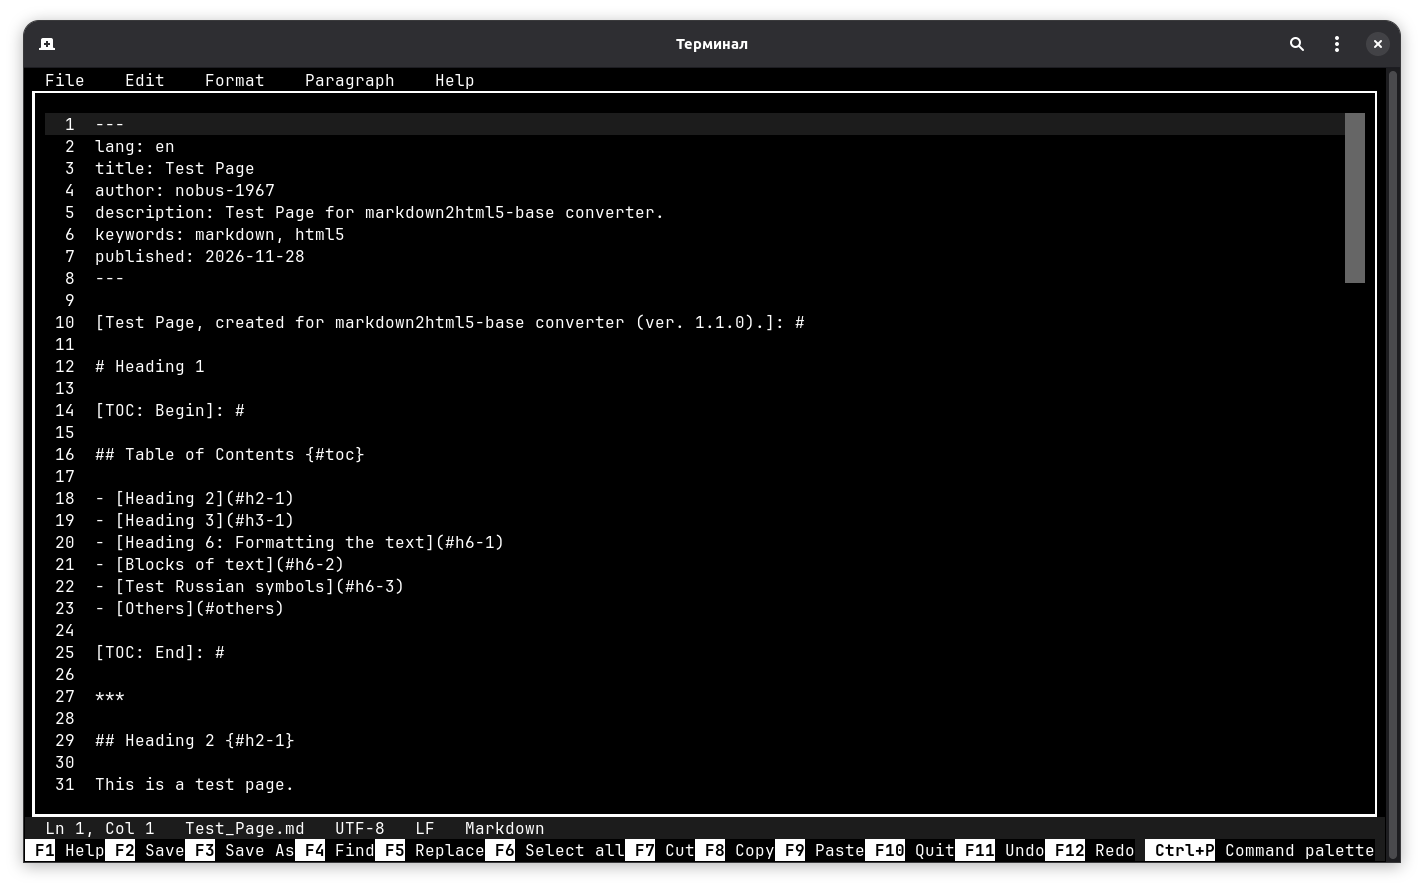 Терминал
File Edit Format Paragraph Help
1 ---
2 lang: en
3 title: Test Page
4 author: nobus-1967
5 description: Test Page for markdown2html5-base converter.
6 keywords: markdown, html5
7 published: 2026-11-28
8 ---
9
10 [Test Page, created for markdown2html5-base converter (ver. 1.1.0).]: #
11
12 # Heading 1
13
14 [TOC: Begin]: #
15
16 ## Table of Contents {#toc}
17
18 - [Heading 2](#h2-1)
19 - [Heading 3](#h3-1)
20 - [Heading 6: Formatting the text](#h6-1)
21 - [Blocks of text](#h6-2)
22 - [Test Russian symbols](#h6-3)
23 - [Others](#others)
24
25 [TOC: End]: #
26
27 ***
28
29 ## Heading 2 {#h2-1}
30
31 This is a test page.
Ln 1, Col 1 Test_Page.md UTF-8 LF Markdown
F1 Help F2 Save F3 Save As F4 Find F5 Replace F6 Select all F7 Cut F8 Copy F9 Paste F10 Quit F11 Undo F12 Redo Ctrl+P Command palette